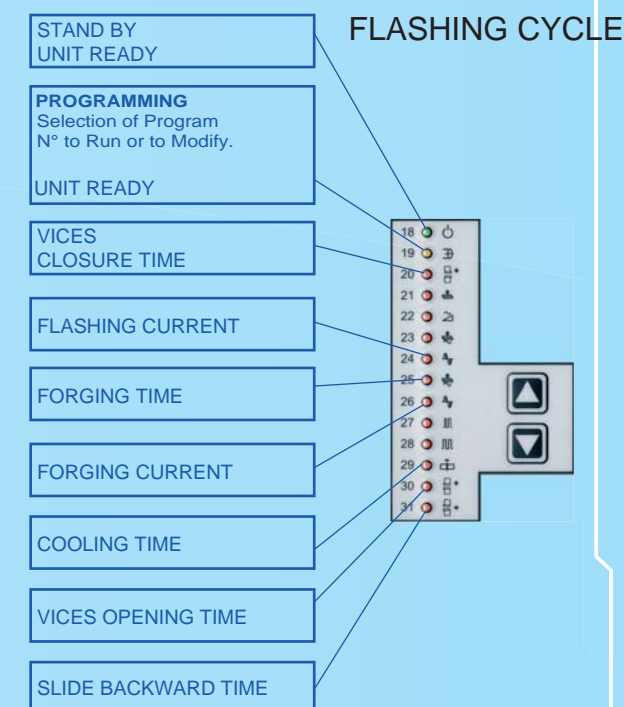 FLASHING CYCLE
STAND BY
UNIT READY
PROGRAMMING
Selection of Program
N° to Run or to Modify.
UNIT READY
VICES
CLOSURE TIME
FLASHING CURRENT
FORGING TIME
FORGING CURRENT
COOLING TIME
VICES OPENING TIME
SLIDE BACKWARD TIME
18
19
20
21
22
23
24
25
26
27
28
29
30
31